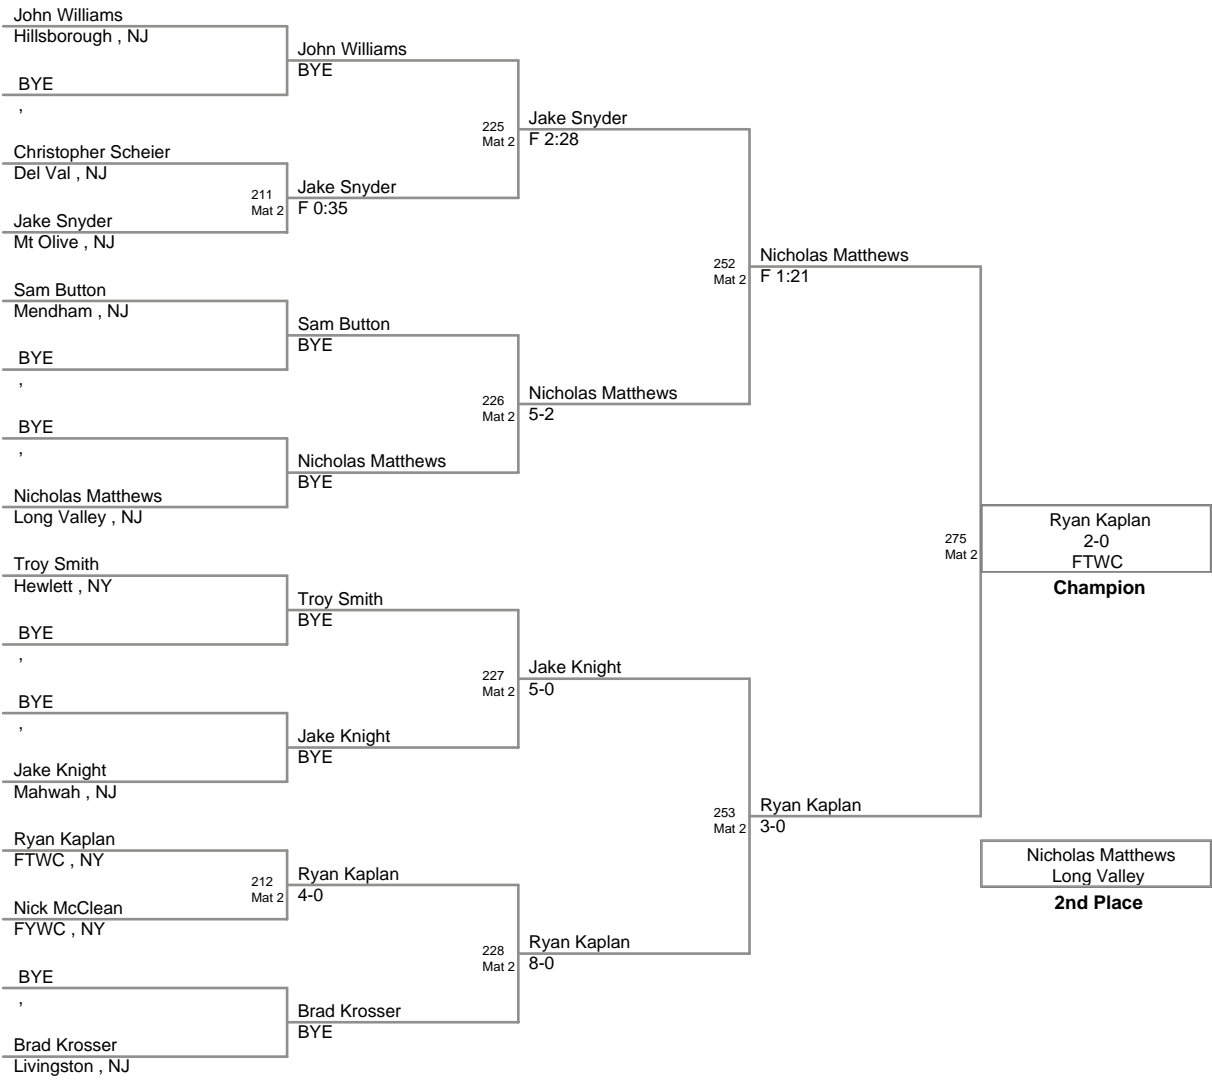 John Williams
Hillsborough , NJ
BYE
,
Christopher Scheier
Del Val , NJ
Jake Snyder
Mt Olive , NJ
Sam Button
Mendham , NJ
BYE
,
BYE
,
Nicholas Matthews
Long Valley , NJ
Troy Smith
Hewlett , NY
BYE
,
BYE
,
Jake Knight
Mahwah , NJ
Ryan Kaplan
FTWC , NY
Nick McClean
FYWC , NY
BYE
,
Brad Krosser
Livingston , NJ
John Williams
BYE
211
Mat 2
Jake Snyder
F 0:35
Sam Button
BYE
Nicholas Matthews
BYE
Troy Smith
BYE
Jake Knight
BYE
212
Mat 2
Ryan Kaplan
4-0
Brad Krosser
BYE
225
Mat 2
Jake Snyder
F 2:28
226
Mat 2
Nicholas Matthews
5-2
227
Mat 2
Jake Knight
5-0
228
Mat 2
Ryan Kaplan
8-0
252
Mat 2
Nicholas Matthews
F 1:21
253
Mat 2
Ryan Kaplan
3-0
275
Mat 2
Ryan Kaplan
2-0
FTWC
Champion
Nicholas Matthews
Long Valley
2nd Place